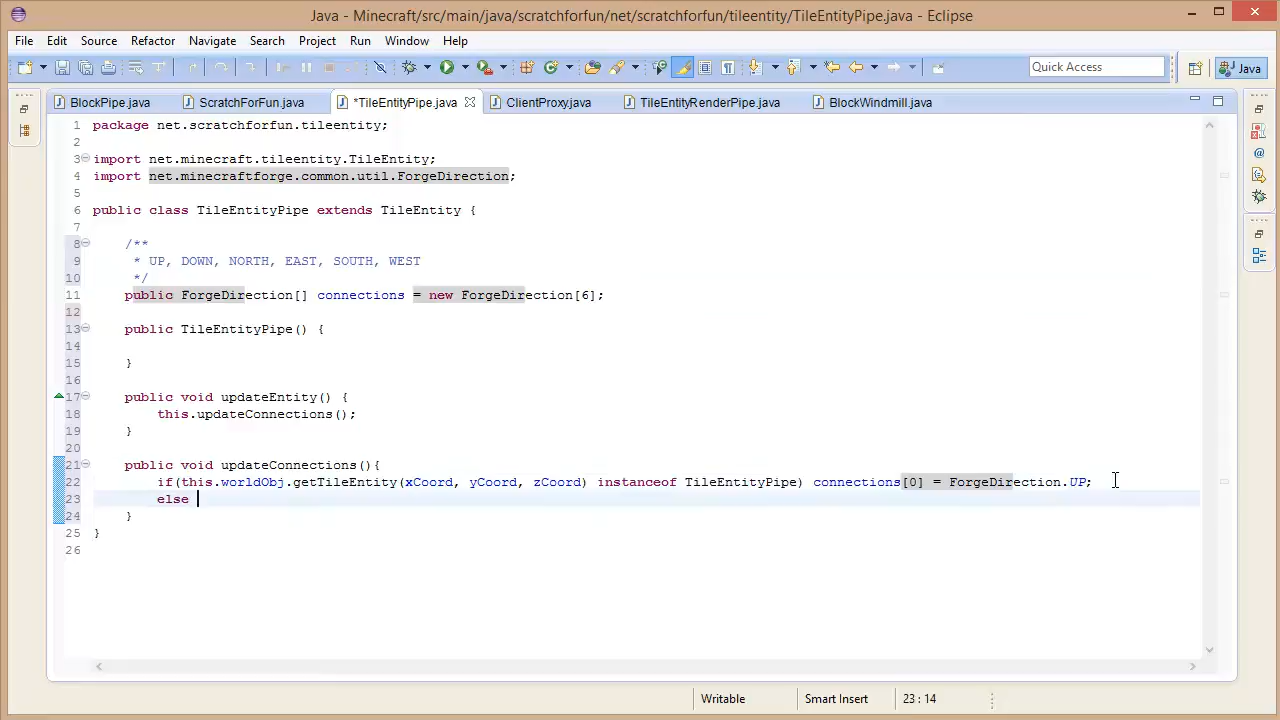 Java - Minecraft/src/main/java/scratchforfun/net/scratchforfun/tileentity/TileEntityPipe.java - Eclipse
File Edit Source Refactor Navigate Search Project Run Window Help
Quick Access
Java
BlockPipe.java ScratchForFun.java *TileEntityPipe.java ClientProxy.java TileEntityRenderPipe.java BlockWindmill.java
1 package net.scratchforfun.tileentity;
2
3 import net.minecraft.tileentity.TileEntity;
4 import net.minecraftforge.common.util.ForgeDirection;
5
6 public class TileEntityPipe extends TileEntity {
7
8 /**
9 * UP, DOWN, NORTH, EAST, SOUTH, WEST
10 */
11 public ForgeDirection[] connections = new ForgeDirection[6];
12
13 public TileEntityPipe() {
14
15 }
16
17 public void updateEntity() {
18 this.updateConnections();
19 }
20
21 public void updateConnections(){
22 if(this.worldObj.getTileEntity(xCoord, yCoord, zCoord) instanceof TileEntityPipe) connections[0] = ForgeDirection.UP;
23 else
24 }
25 }
26
Writable Smart Insert 23 : 14